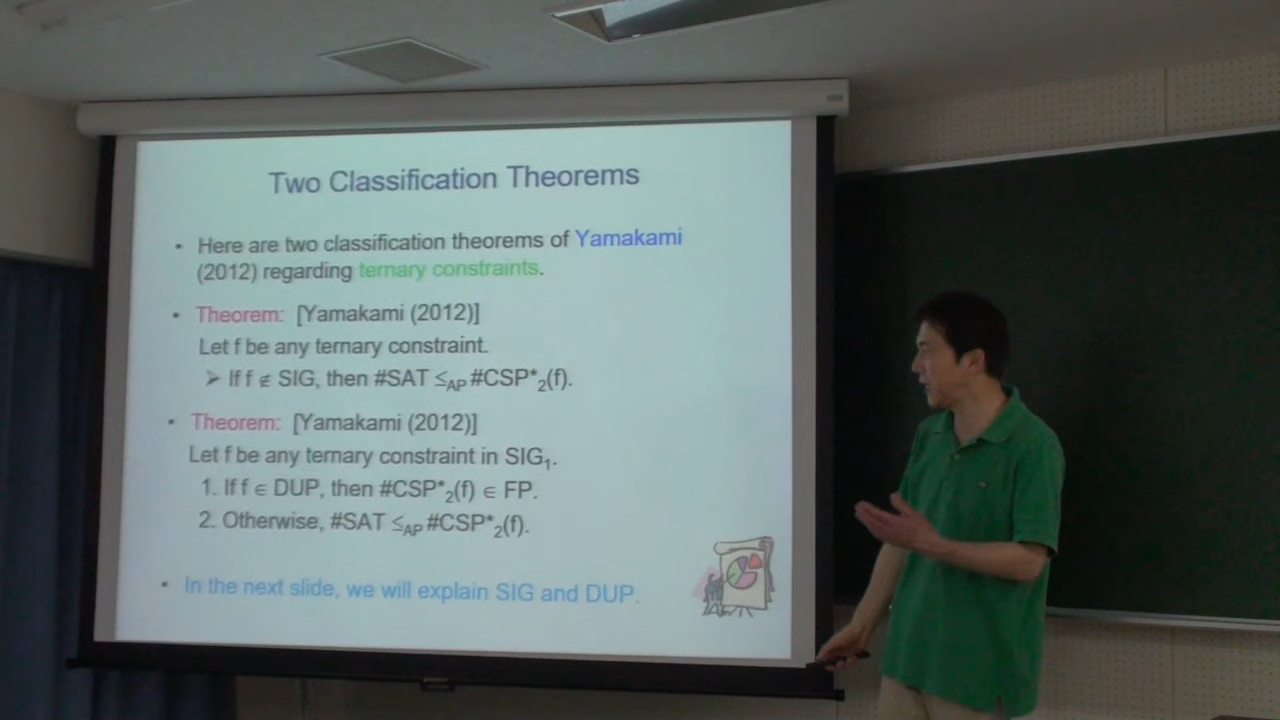 Two Classification Theorems
• Here are two classification theorems of Yamakami
(2012) regarding ternary constraints.
• Theorem: [Yamakami (2012)]
Let f be any ternary constraint.
➢ If f ∉ SIG, then #SAT ≤AP #CSP*2(f).
• Theorem: [Yamakami (2012)]
Let f be any ternary constraint in SIG1.
1. If f ∈ DUP, then #CSP*2(f) ∈ FP.
2. Otherwise, #SAT ≤AP #CSP*2(f).
• In the next slide, we will explain SIG and DUP.